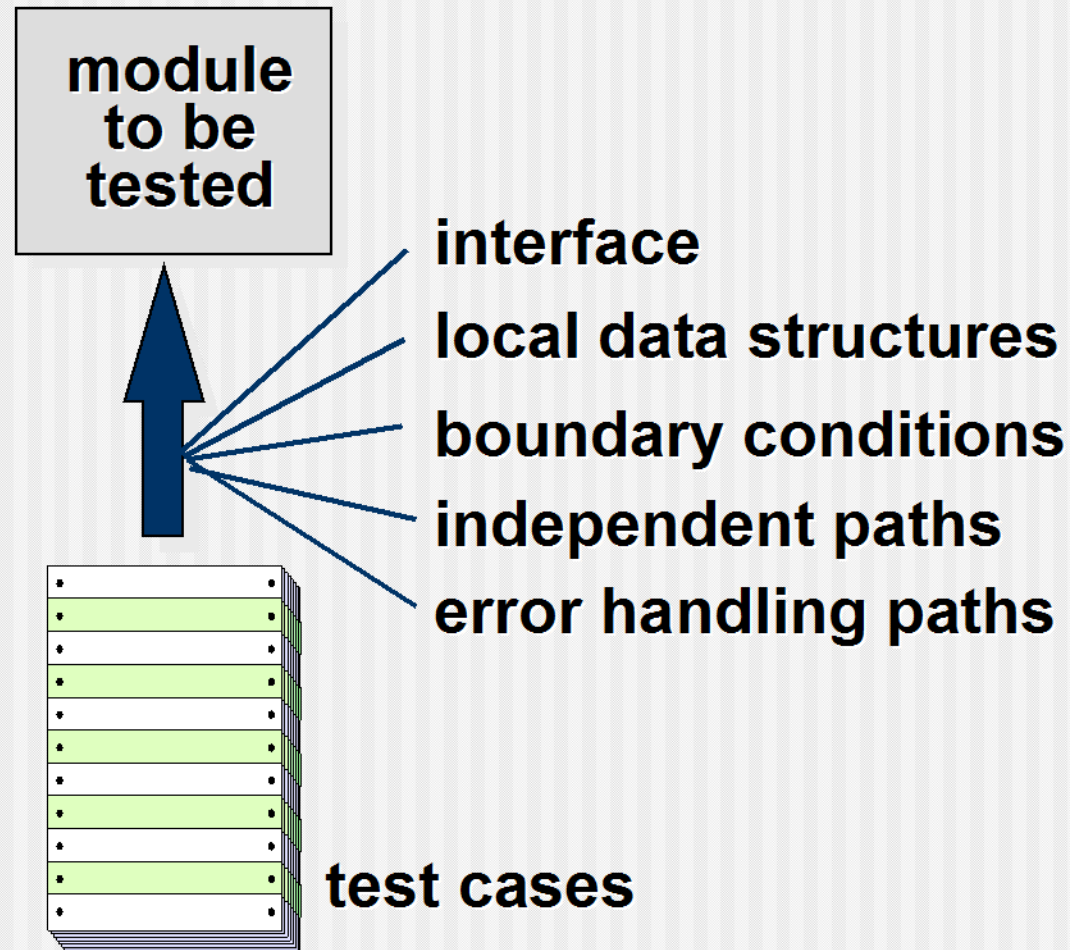 module
to be
tested
interface
local data structures
boundary conditions
independent paths
error handling paths
test cases